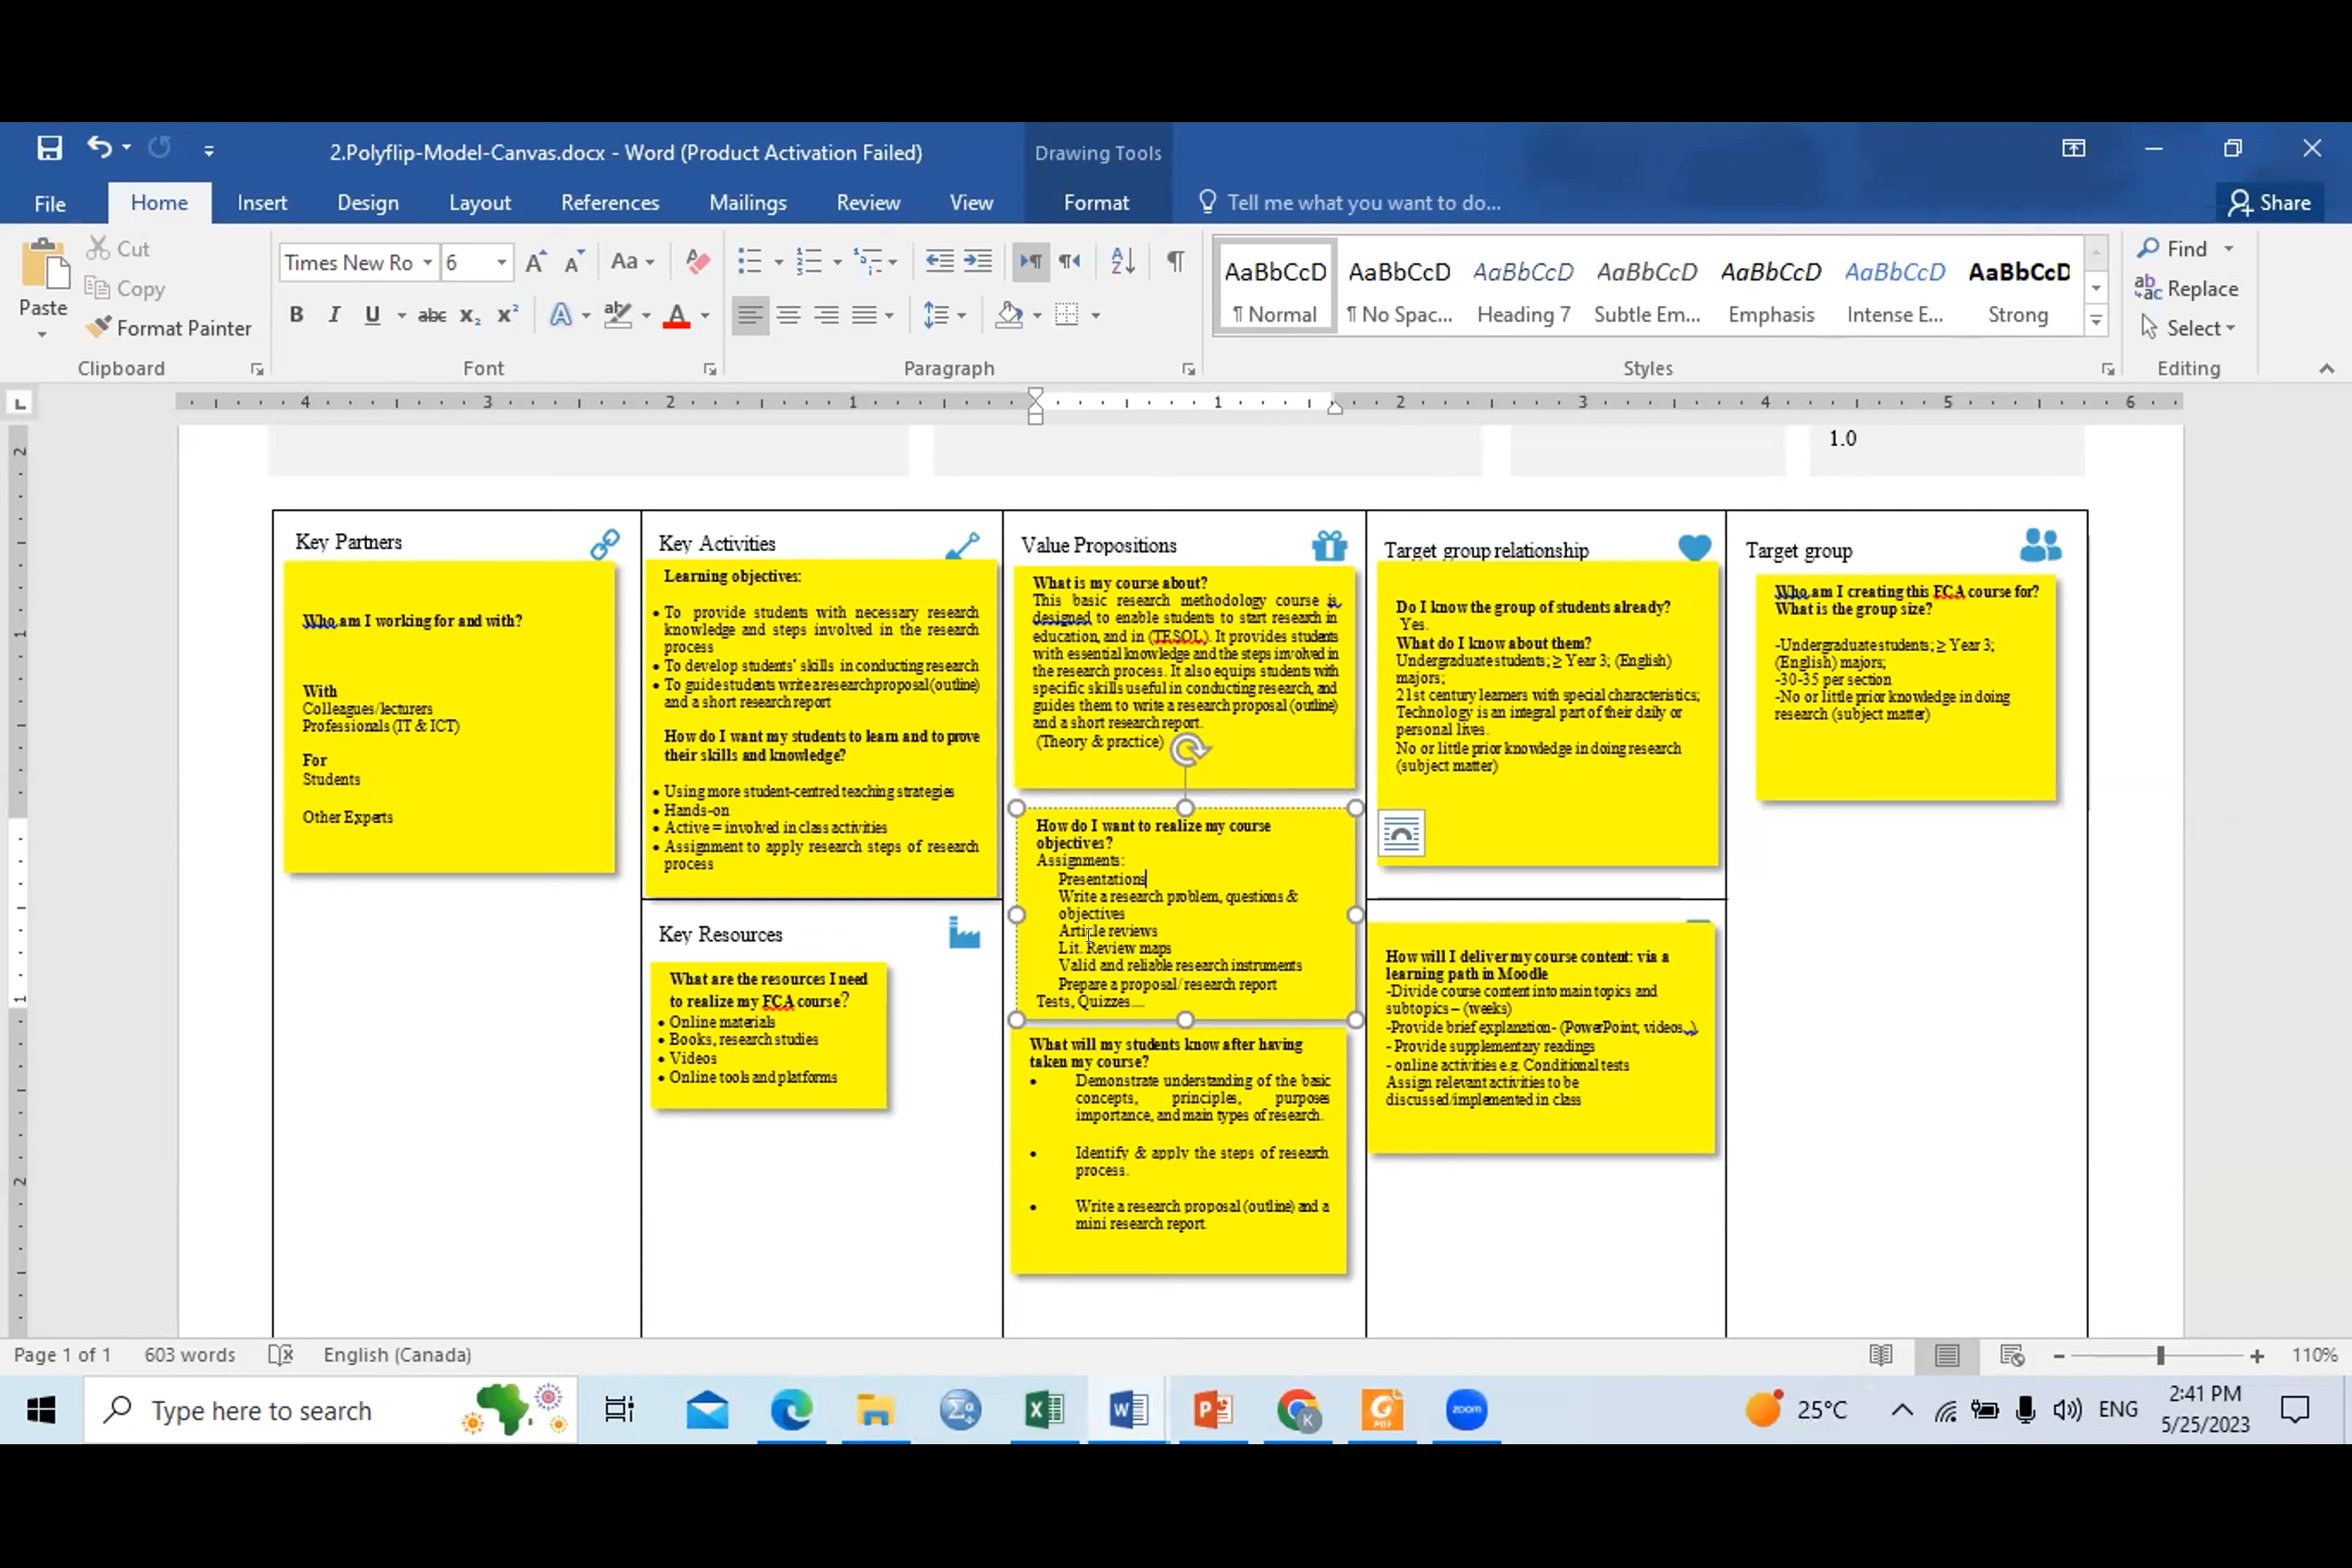 2.Polyflip-Model-Canvas.docx - Word (Product Activation Failed)
Drawing Tools
File
Home
Insert
Design
Layout
References
Mailings
Review
View
Format
Tell me what you want to do...
Share
Paste
Cut
Copy
Format Painter
Clipboard
Times New Ro
6
Font
Paragraph
AaBbCcD
AaBbCcD
AaBbCcD
AaBbCcD
AaBbCcD
AaBbCcD
AaBbCcD
¶ Normal
¶ No Spac...
Heading 7
Subtle Em...
Emphasis
Intense E...
Strong
Styles
Find
Replace
Select
Editing
4 3 2 1 1 2 3 4 5 6
1.0
Key Partners
Who am I working for and with?
With
Colleagues/lecturers
Professionals (IT & ICT)
For
Students
Other Experts
Key Activities
Learning objectives:
• To provide students with necessary research
knowledge and steps involved in the research
process
• To develop students' skills in conducting research
• To guide students write a research proposal (outline)
and a short research report
How do I want my students to learn and to prove
their skills and knowledge?
• Using more student-centred teaching strategies
• Hands-on
• Active = involved in class activities
• Assignment to apply research steps of research
process
Key Resources
What are the resources I need
to realize my FCA course?
• Online materials
• Books, research studies
• Videos
• Online tools and platforms
Value Propositions
What is my course about?
This basic research methodology course is
designed to enable students to start research in
education, and in (TESOL). It provides students
with essential knowledge and the steps involved in
the research process. It also equips students with
specific skills useful in conducting research, and
guides them to write a research proposal (outline)
and a short research report.
(Theory & practice)
How do I want to realize my course
objectives?
Assignments:
Presentations
Write a research problem, questions &
objectives
Article reviews
Lit. Review maps
Valid and reliable research instruments
Prepare a proposal/ research report
Tests, Quizzes....
What will my students know after having
taken my course?
• Demonstrate understanding of the basic
concepts, principles, purposes
importance, and main types of research.
• Identify & apply the steps of research
process.
• Write a research proposal (outline) and a
mini research report
Target group relationship
Do I know the group of students already?
Yes.
What do I know about them?
Undergraduate students; ≥ Year 3; (English)
majors;
21st century learners with special characteristics;
Technology is an integral part of their daily or
personal lives.
No or little prior knowledge in doing research
(subject matter)
How will I deliver my course content: via a
learning path in Moodle
-Divide course content into main topics and
subtopics – (weeks)
-Provide brief explanation- (PowerPoint; videos..)
- Provide supplementary readings
- online activities e.g. Conditional tests
Assign relevant activities to be
discussed/implemented in class
Target group
Who am I creating this FCA course for?
What is the group size?
-Undergraduate students; ≥ Year 3;
(English) majors;
-30-35 per section
-No or little prior knowledge in doing
research (subject matter)
Page 1 of 1
603 words
English (Canada)
110%
Type here to search
zoom
25°C
ENG
2:41 PM
5/25/2023